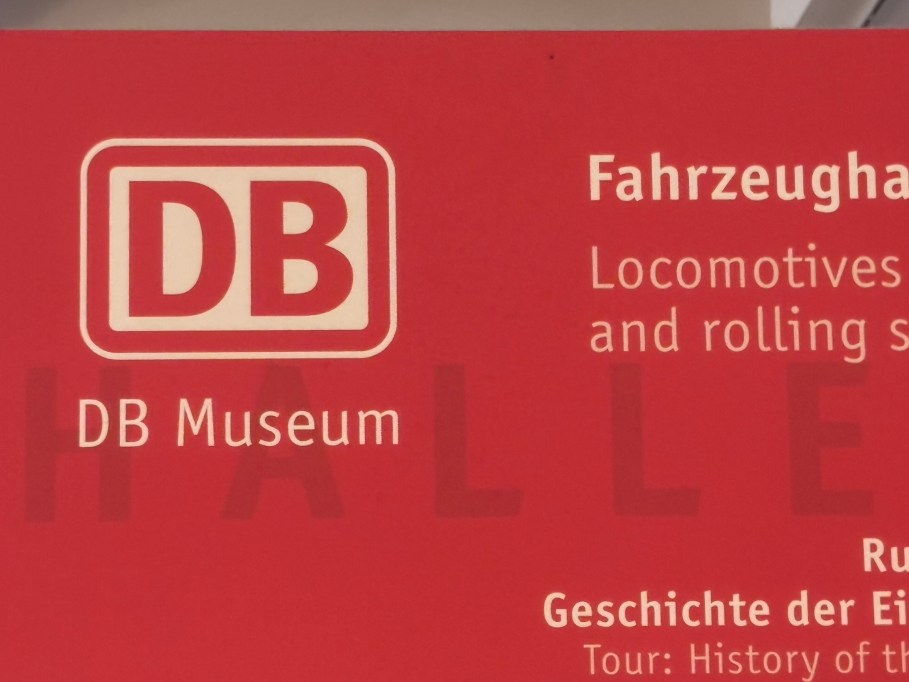 DB
DB Museum
Fahrzeugha
Locomotives
and rolling s
HALLE
Ru
Geschichte der Ei
Tour: History of th